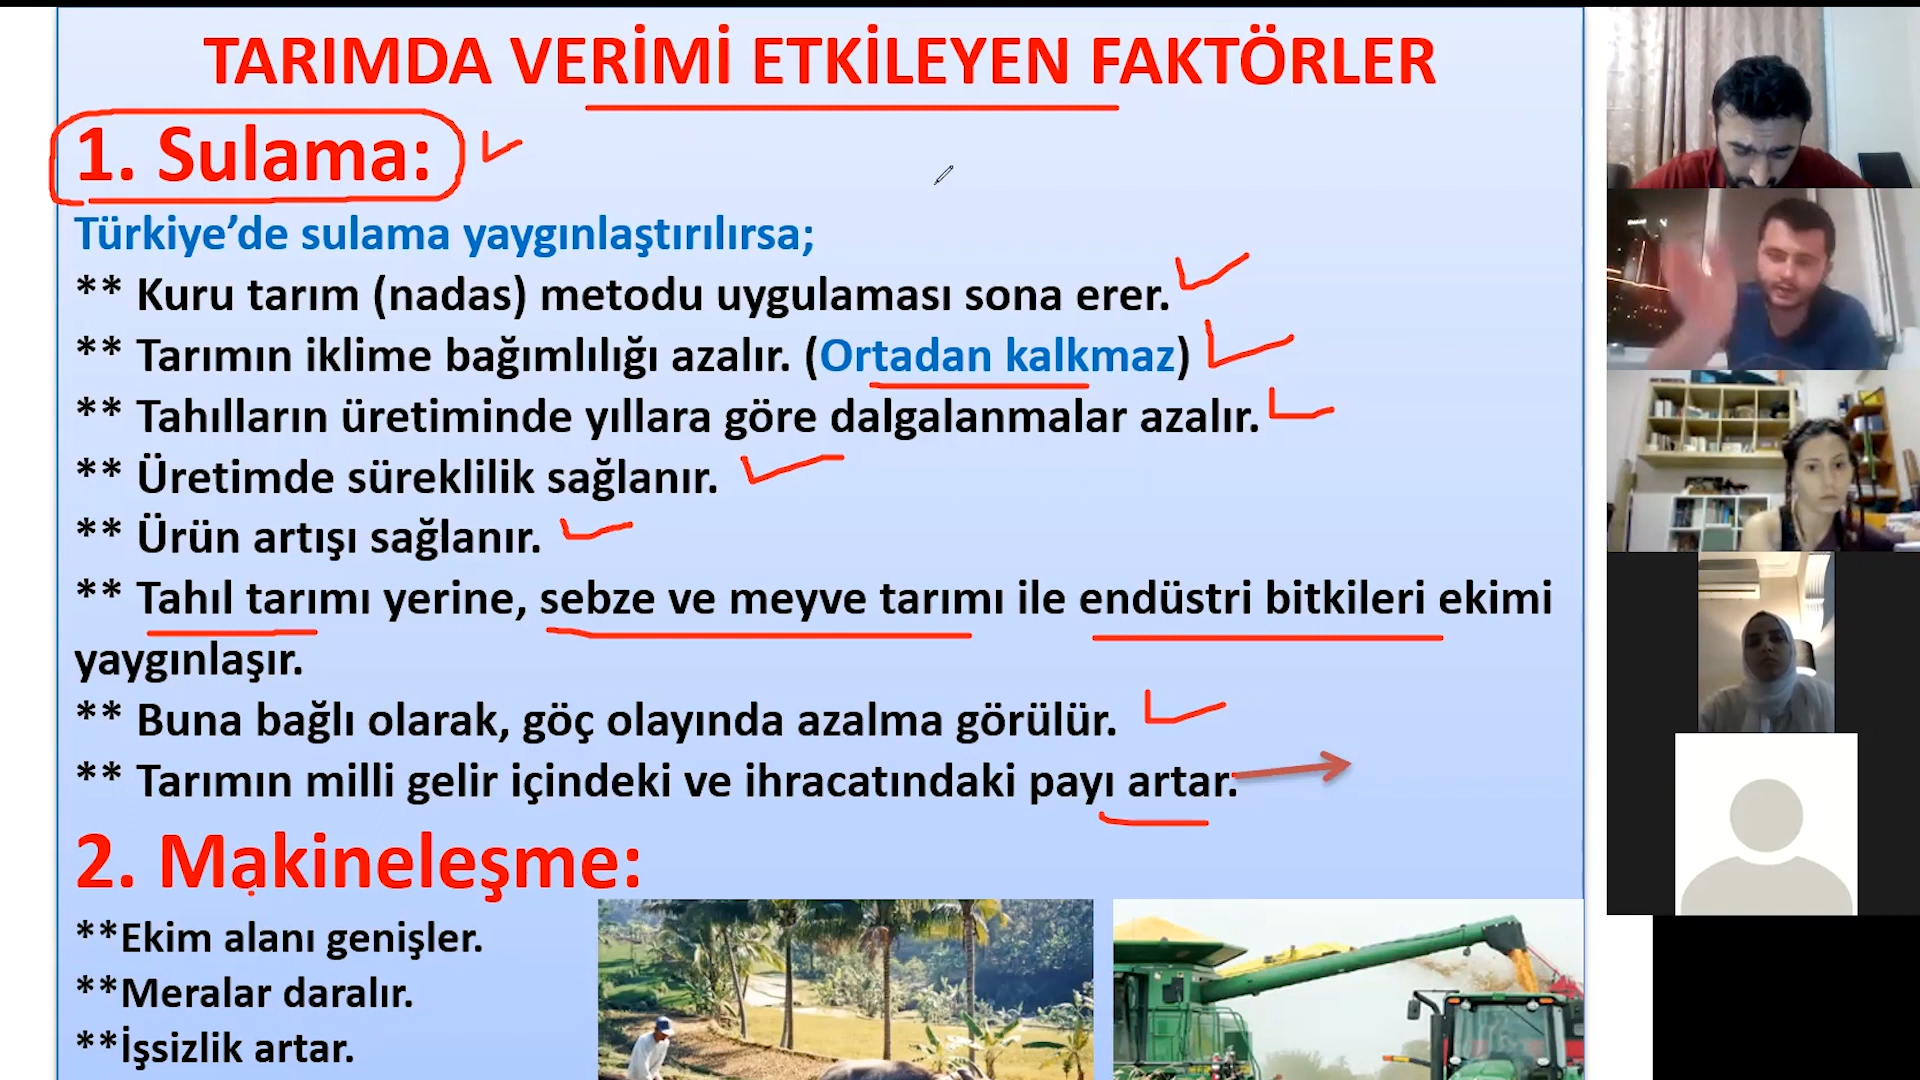 TARIMDA VERİMİ ETKİLEYEN FAKTÖRLER
1. Sulama:
Türkiye’de sulama yaygınlaştırılırsa;
** Kuru tarım (nadas) metodu uygulaması sona erer.
** Tarımın iklime bağımlılığı azalır. (Ortadan kalkmaz)
** Tahılların üretiminde yıllara göre dalgalanmalar azalır.
** Üretimde süreklilik sağlanır.
** Ürün artışı sağlanır.
** Tahıl tarımı yerine, sebze ve meyve tarımı ile endüstri bitkileri ekimi
yaygınlaşır.
** Buna bağlı olarak, göç olayında azalma görülür.
** Tarımın milli gelir içindeki ve ihracatındaki payı artar.
2. Makineleşme:
**Ekim alanı genişler.
**Meralar daralır.
**İşsizlik artar.